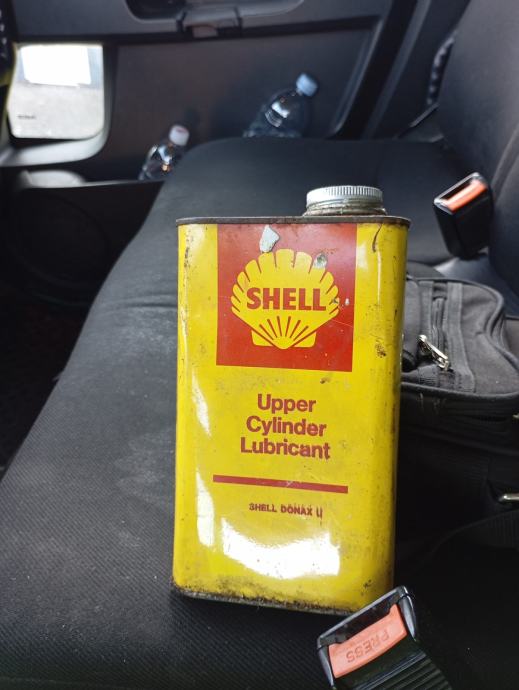 SHELL
Upper
Cylinder
Lubricant
SHELL DONAX U
PRESS